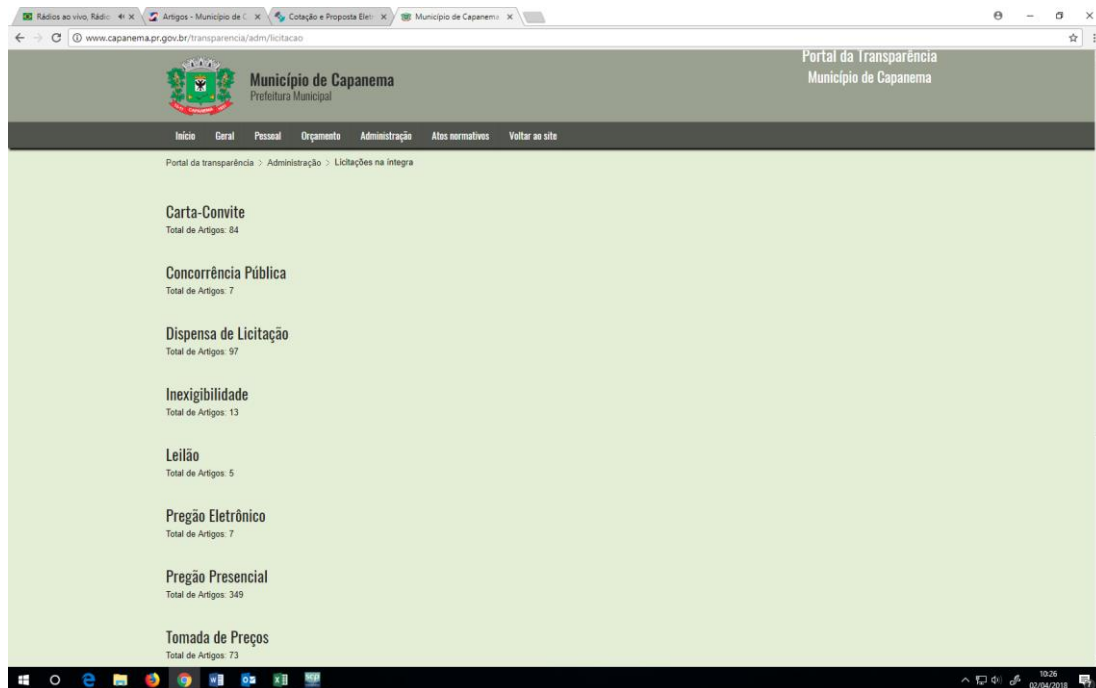 Rádios ao vivo, Rádio
Artigos - Município de C
Cotação e Proposta Eletr
Município de Capanema
www.capanema.pr.gov.br/transparencia/adm/licitacao
Portal da Transparência
Município de Capanema
Município de Capanema
Prefeitura Municipal
Início Geral Pessoal Orçamento Administração Atos normativos Voltar ao site
Portal da transparência > Administração > Licitações na íntegra
Carta-Convite
Total de Artigos: 84
Concorrência Pública
Total de Artigos: 7
Dispensa de Licitação
Total de Artigos: 97
Inexigibilidade
Total de Artigos: 13
Leilão
Total de Artigos: 5
Pregão Eletrônico
Total de Artigos: 7
Pregão Presencial
Total de Artigos: 349
Tomada de Preços
Total de Artigos: 73
10:26
02/04/2018